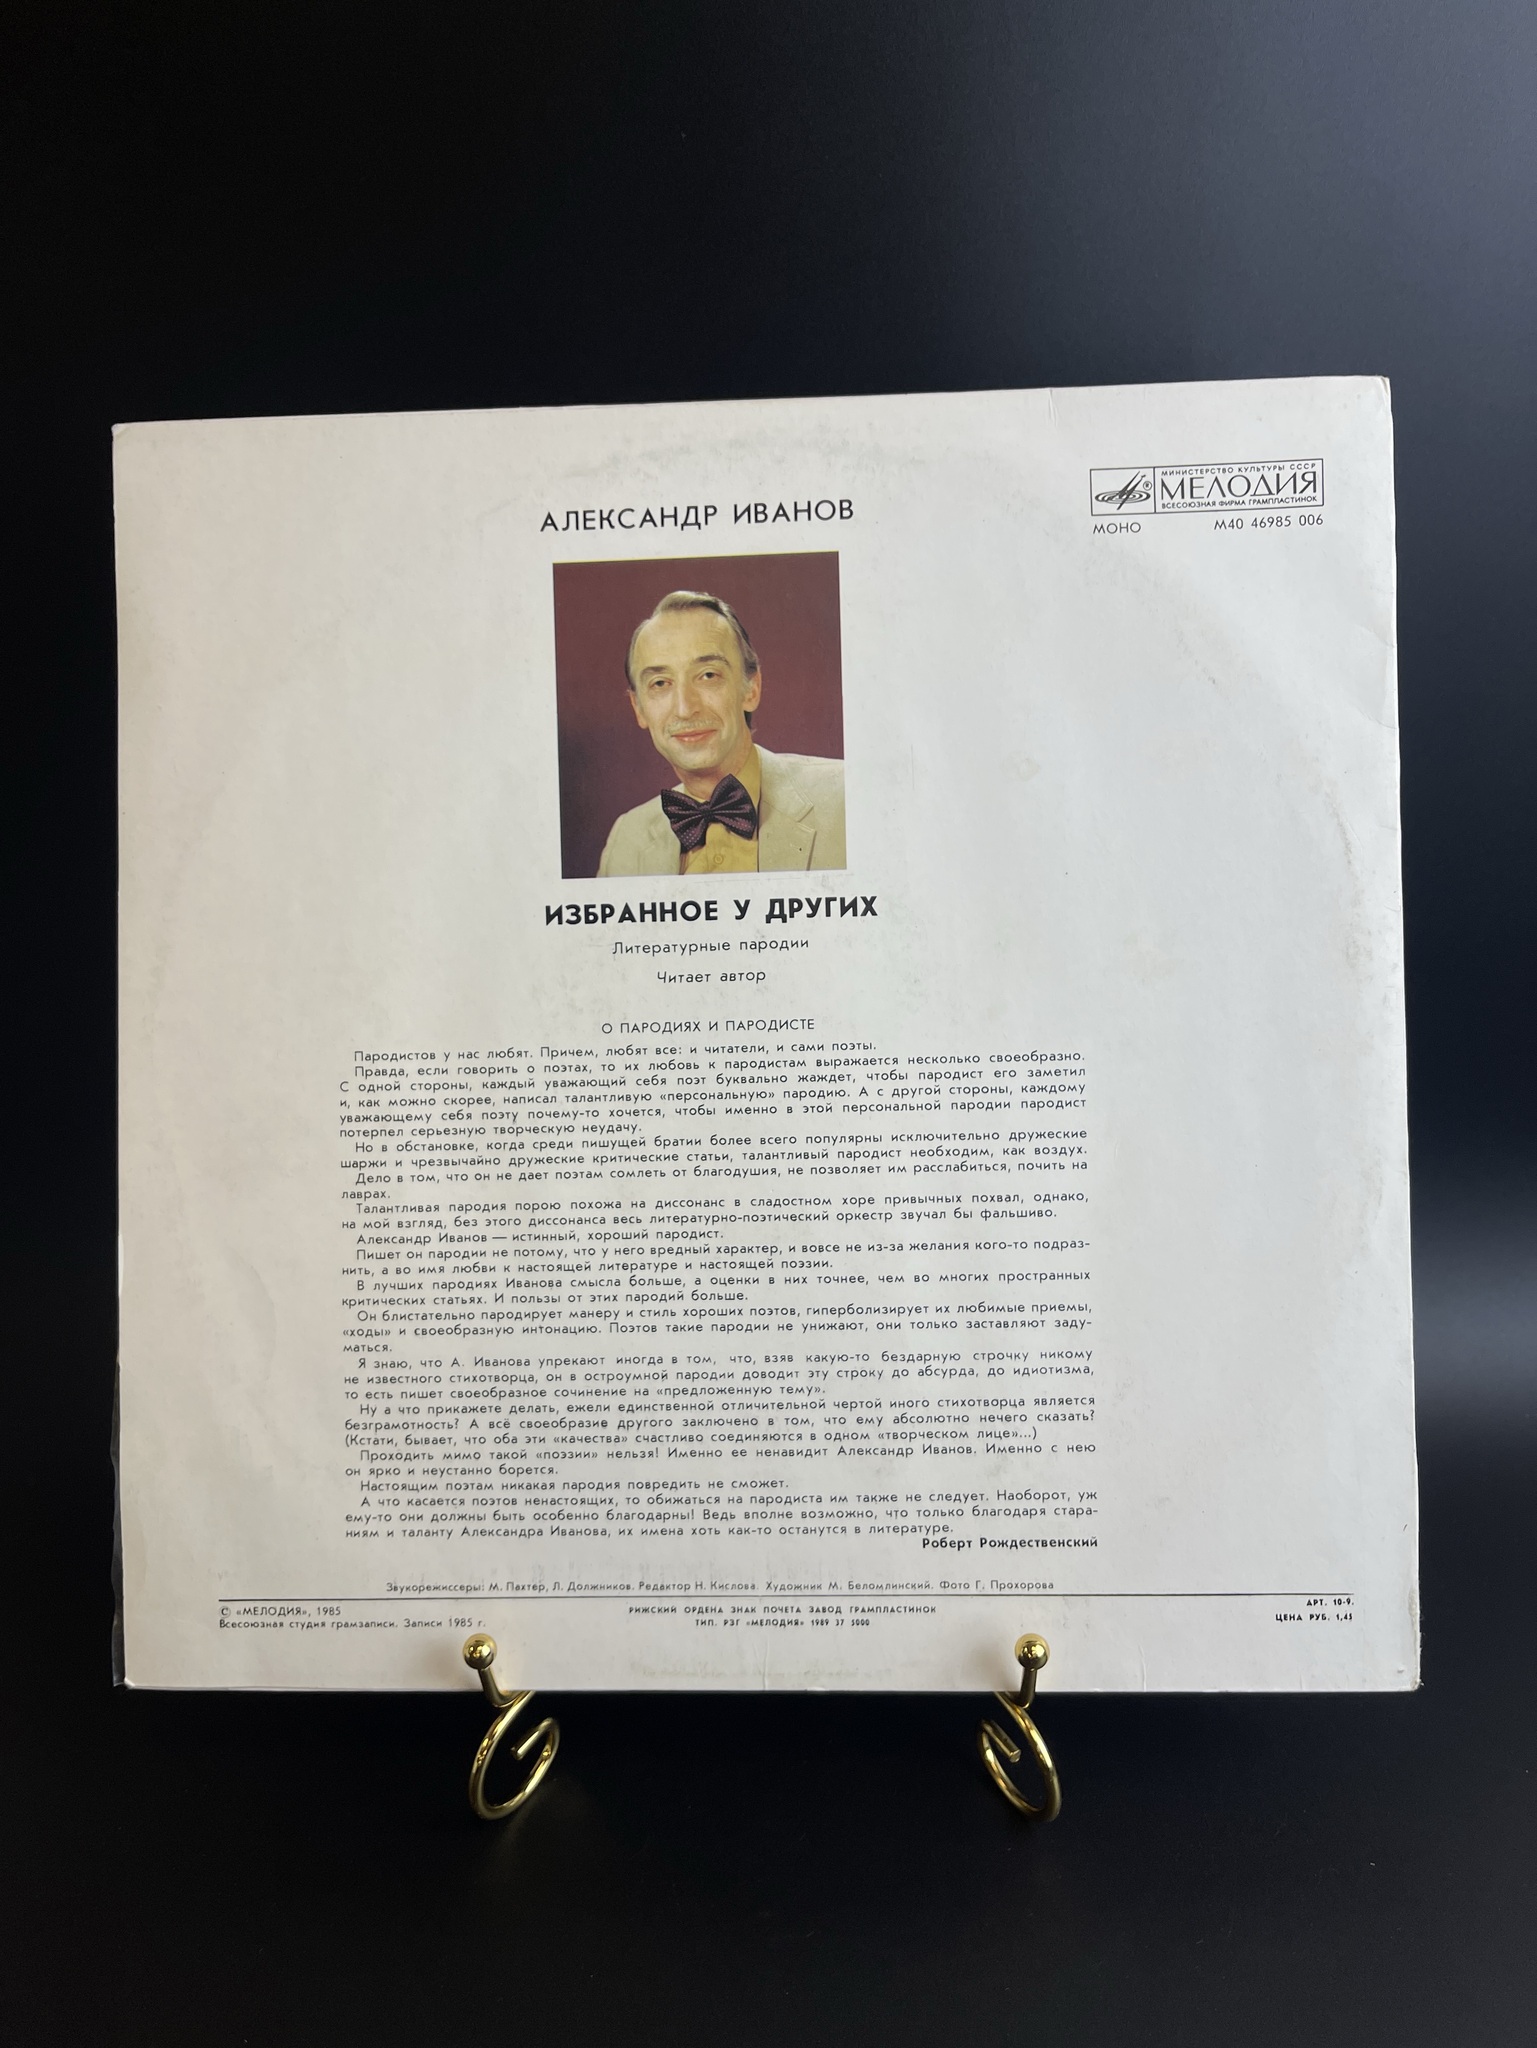 АЛЕКСАНДР ИВАНОВ
МИНИСТЕРСТВО КУЛЬТУРЫ СССР
МЕЛОДИЯ
ВСЕСОЮЗНАЯ ФИРМА ГРАМПЛАСТИНОК
МОНО
М40 46985 006
ИЗБРАННОЕ У ДРУГИХ
Литературные пародии
Читает автор
О ПАРОДИЯХ И ПАРОДИСТЕ
Пародистов у нас любят. Причем, любят все: и читатели, и сами поэты.
Правда, если говорить о поэтах, то их любовь к пародистам выражается несколько своеобразно.
С одной стороны, каждый уважающий себя поэт буквально жаждет, чтобы пародист его заметил
и, как можно скорее, написал талантливую «персональную» пародию. А с другой стороны, каждому
уважающему себя поэту почему-то хочется, чтобы именно в этой персональной пародии пародист
потерпел серьезную творческую неудачу.
Но в обстановке, когда среди пишущей братии более всего популярны исключительно дружеские
шаржи и чрезвычайно дружеские критические статьи, талантливый пародист необходим, как воздух.
Дело в том, что он не дает поэтам сомлеть от благодушия, не позволяет им расслабиться, почить на
лаврах.
Талантливая пародия порою похожа на диссонанс в сладостном хоре привычных похвал, однако,
на мой взгляд, без этого диссонанса весь литературно-поэтический оркестр звучал бы фальшиво.
Александр Иванов — истинный, хороший пародист.
Пишет он пародии не потому, что у него вредный характер, и вовсе не из-за желания кого-то подраз-
нить, а во имя любви к настоящей литературе и настоящей поэзии.
В лучших пародиях Иванова смысла больше, а оценки в них точнее, чем во многих пространных
критических статьях. И пользы от этих пародий больше.
Он блистательно пародирует манеру и стиль хороших поэтов, гиперболизирует их любимые приемы,
«ходы» и своеобразную интонацию. Поэтов такие пародии не унижают, они только заставляют заду-
маться.
Я знаю, что А. Иванова упрекают иногда в том, что, взяв какую-то бездарную строчку никому
не известного стихотворца, он в остроумной пародии доводит эту строку до абсурда, до идиотизма,
то есть пишет своеобразное сочинение на «предложенную тему».
Ну а что прикажете делать, ежели единственной отличительной чертой иного стихотворца является
безграмотность? А всё своеобразие другого заключено в том, что ему абсолютно нечего сказать?
(Кстати, бывает, что оба эти «качества» счастливо соединяются в одном «творческом лице»...)
Проходить мимо такой «поэзии» нельзя! Именно ее ненавидит Александр Иванов. Именно с нею
он ярко и неустанно борется.
Настоящим поэтам никакая пародия повредить не сможет.
А что касается поэтов ненастоящих, то обижаться на пародиста им также не следует. Наоборот, уж
ему-то они должны быть особенно благодарны! Ведь вполне возможно, что только благодаря стара-
ниям и таланту Александра Иванова, их имена хоть как-то останутся в литературе.
Роберт Рождественский
Звукорежиссеры: М. Пахтер, Л. Должников. Редактор Н. Кислова. Художник М. Беломлинский. Фото Г. Прохорова
© «МЕЛОДИЯ», 1985
Всесоюзная студия грамзаписи. Записи 1985 г.
РИЖСКИЙ ОРДЕНА ЗНАК ПОЧЕТА ЗАВОД ГРАМПЛАСТИНОК
ТИП. РЗГ «МЕЛОДИЯ» 1989 37 5000
АРТ. 10-9.
ЦЕНА РУБ. 1,45